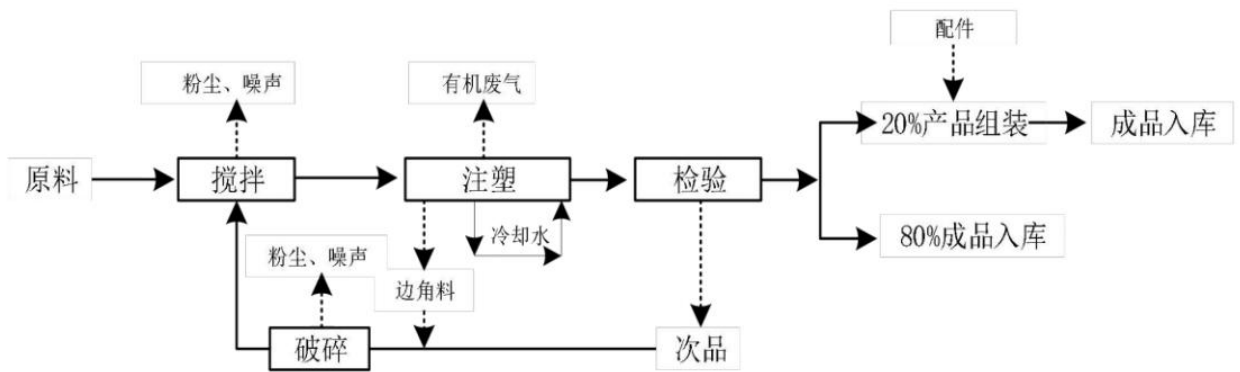 配件
粉尘、噪声
有机废气
20%产品组装
成品入库
原料
搅拌
注塑
检验
冷却水
80%成品入库
粉尘、噪声
边角料
破碎
次品